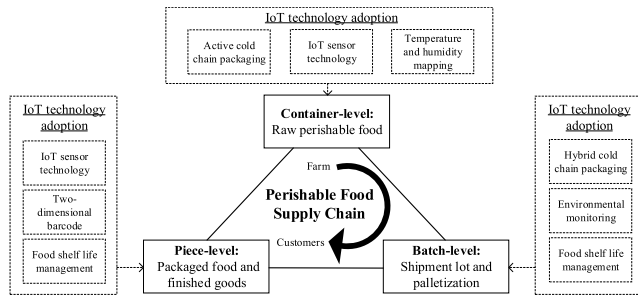 IoT technology adoption
Active cold
chain packaging
IoT sensor
technology
Temperature
and humidity
mapping
Container-level:
Raw perishable food
IoT technology
adoption
IoT sensor
technology
Two-
dimensional
barcode
Food shelf life
management
Farm
Perishable Food
Supply Chain
Customers
IoT technology
adoption
Hybrid cold
chain packaging
Environmental
monitoring
Food shelf life
management
Piece-level:
Packaged food and
finished goods
Batch-level:
Shipment lot and
palletization